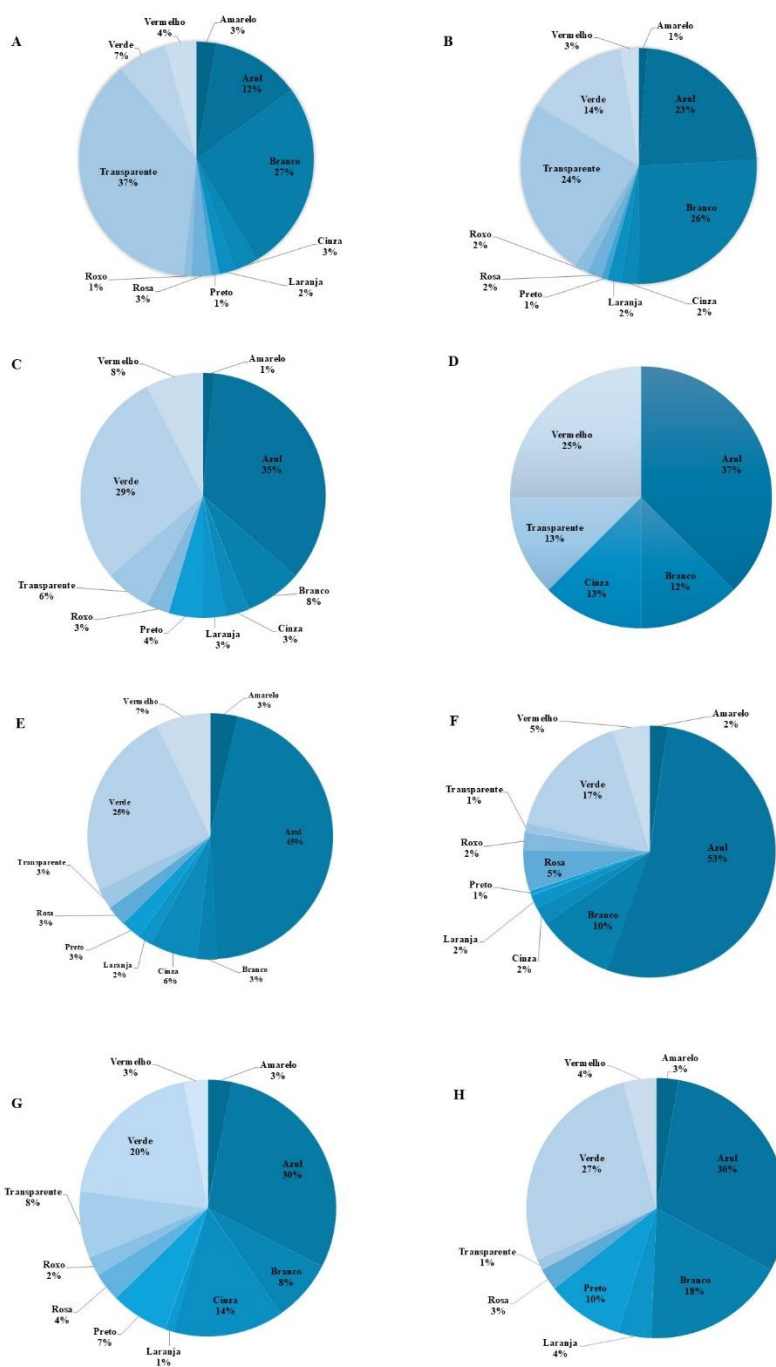 A
Amarelo
3%
Azul
12%
Branco
27%
Cinza
3%
Laranja
2%
Preto
1%
Rosa
3%
Roxo
1%
Transparente
37%
Verde
7%
Vermelho
4%
B
Amarelo
1%
Azul
23%
Branco
26%
Cinza
2%
Laranja
2%
Preto
1%
Rosa
2%
Roxo
2%
Transparente
24%
Verde
14%
Vermelho
3%
C
Amarelo
1%
Azul
35%
Branco
8%
Cinza
3%
Laranja
3%
Preto
4%
Roxo
3%
Transparente
6%
Verde
29%
Vermelho
8%
D
Azul
37%
Branco
12%
Cinza
13%
Transparente
13%
Vermelho
25%
E
Amarelo
3%
Azul
45%
Branco
3%
Cinza
6%
Laranja
2%
Preto
3%
Rosa
3%
Transparente
3%
Verde
25%
Vermelho
7%
F
Amarelo
2%
Azul
53%
Branco
10%
Cinza
2%
Laranja
2%
Preto
1%
Rosa
5%
Roxo
2%
Transparente
1%
Verde
17%
Vermelho
5%
G
Amarelo
3%
Azul
30%
Branco
8%
Cinza
14%
Laranja
1%
Preto
7%
Rosa
4%
Roxo
2%
Transparente
8%
Verde
20%
Vermelho
3%
H
Amarelo
3%
Azul
30%
Branco
18%
Laranja
4%
Preto
10%
Rosa
3%
Transparente
1%
Verde
27%
Vermelho
4%